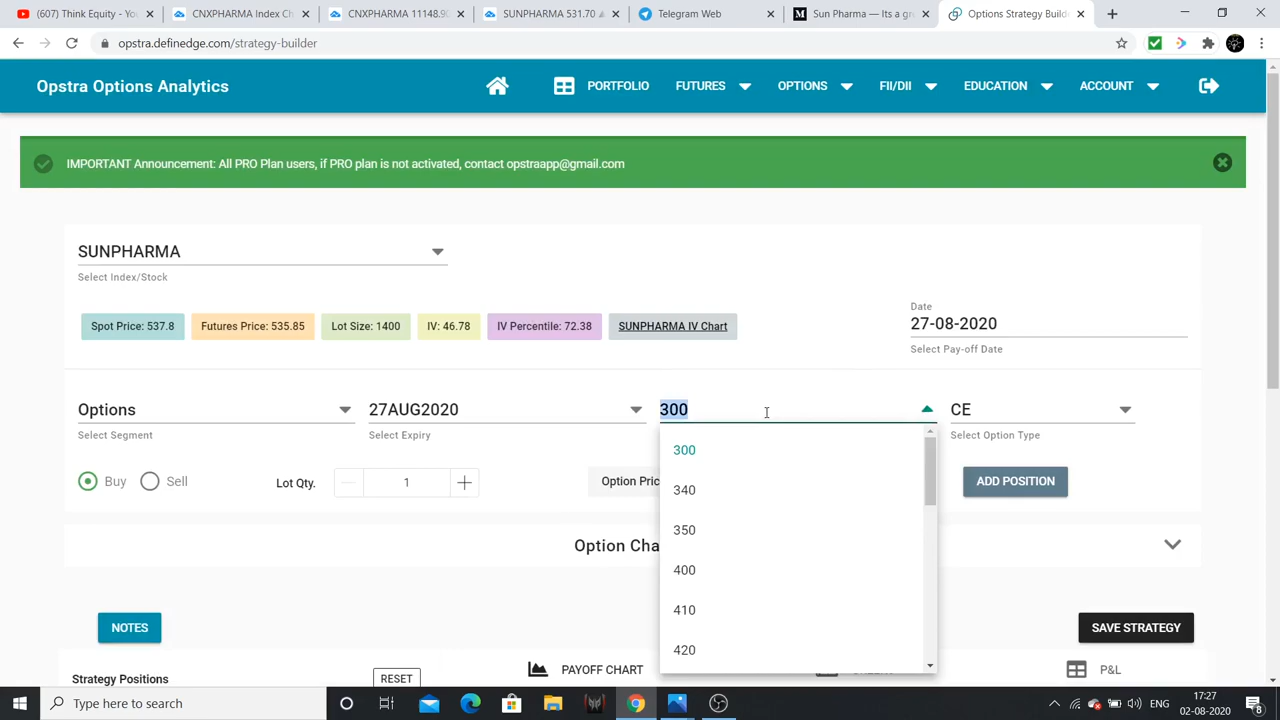 (1) Think Equity - You
CNXPHARMA Index Ch
CNXPHARMA 11148.90
SUNPHARMA 531.70
Telegram Web
Sun Pharma — Its a gr
Options Strategy Build
opstra.definedge.com/strategy-builder
Opstra Options Analytics
PORTFOLIO
FUTURES
OPTIONS
FII/DII
EDUCATION
ACCOUNT
IMPORTANT Announcement: All PRO Plan users, if PRO plan is not activated, contact opstraapp@gmail.com
SUNPHARMA
Select Index/Stock
Spot Price: 537.8
Futures Price: 535.85
Lot Size: 1400
IV: 46.78
IV Percentile: 72.38
SUNPHARMA IV Chart
Date
27-08-2020
Select Pay-off Date
Options
Select Segment
27AUG2020
Select Expiry
300
CE
Select Option Type
300
340
350
400
410
420
Buy
Sell
Lot Qty.
1
Option Pric
ADD POSITION
Option Cha
NOTES
SAVE STRATEGY
Strategy Positions
RESET
PAYOFF CHART
P&L
Type here to search
ENG
17:27
02-08-2020
8